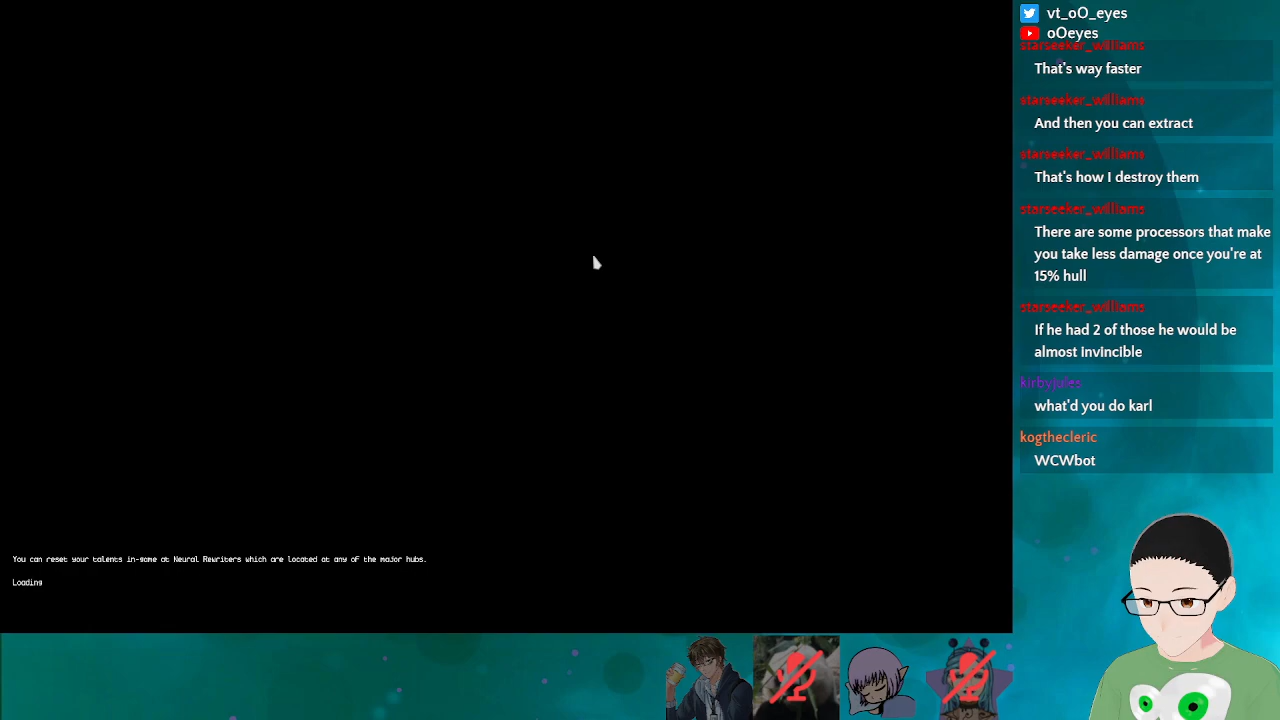 vt_oO_eyes
oOeyes
starseeker_williams
That's way faster
starseeker_williams
And then you can extract
starseeker_williams
That's how I destroy them
starseeker_williams
There are some processors that make
you take less damage once you're at
15% hull
starseeker_williams
If he had 2 of those he would be
almost invincible
kirbyjules
what'd you do karl
kogthecleric
WCWbot
You can reset your talents in-game at Neural Rewriters which are located at any of the major hubs.
Loading